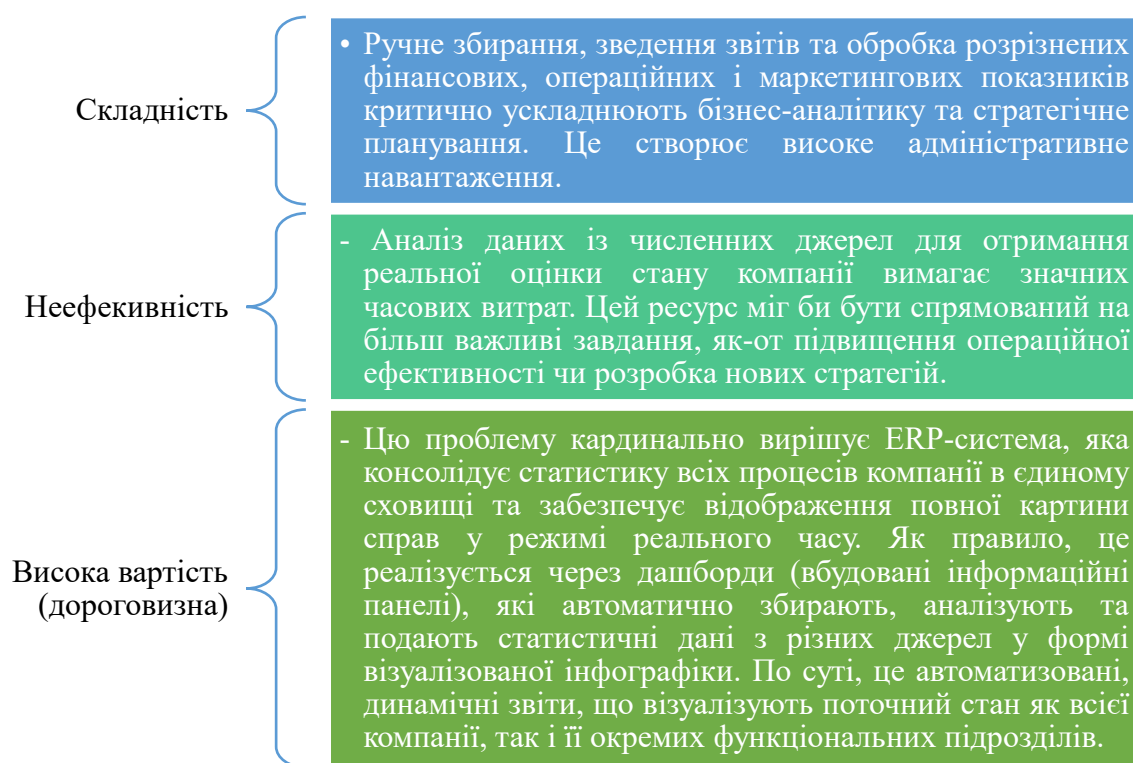 Складність
• Ручне збирання, зведення звітів та обробка розрізнених
фінансових, операційних і маркетингових показників
критично ускладнюють бізнес-аналітику та стратегічне
планування. Це створює високе адміністративне
навантаження.
Неефекивність
- Аналіз даних із численних джерел для отримання
реальної оцінки стану компанії вимагає значних
часових витрат. Цей ресурс міг би бути спрямований на
більш важливі завдання, як-от підвищення операційної
ефективності чи розробка нових стратегій.
Висока вартість
(дороговизна)
- Цю проблему кардинально вирішує ERP-система, яка
консолідує статистику всіх процесів компанії в єдиному
сховищі та забезпечує відображення повної картини
справ у режимі реального часу. Як правило, це
реалізується через дашборди (вбудовані інформаційні
панелі), які автоматично збирають, аналізують та
подають статистичні дані з різних джерел у формі
візуалізованої інфографіки. По суті, це автоматизовані,
динамічні звіти, що візуалізують поточний стан як всієї
компанії, так і її окремих функціональних підрозділів.